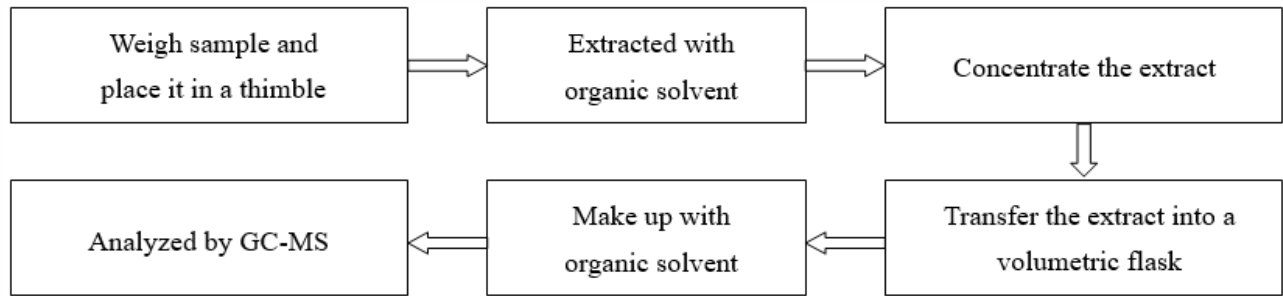 Weigh sample and
place it in a thimble
Extracted with
organic solvent
Concentrate the extract
Transfer the extract into a
volumetric flask
Make up with
organic solvent
Analyzed by GC-MS